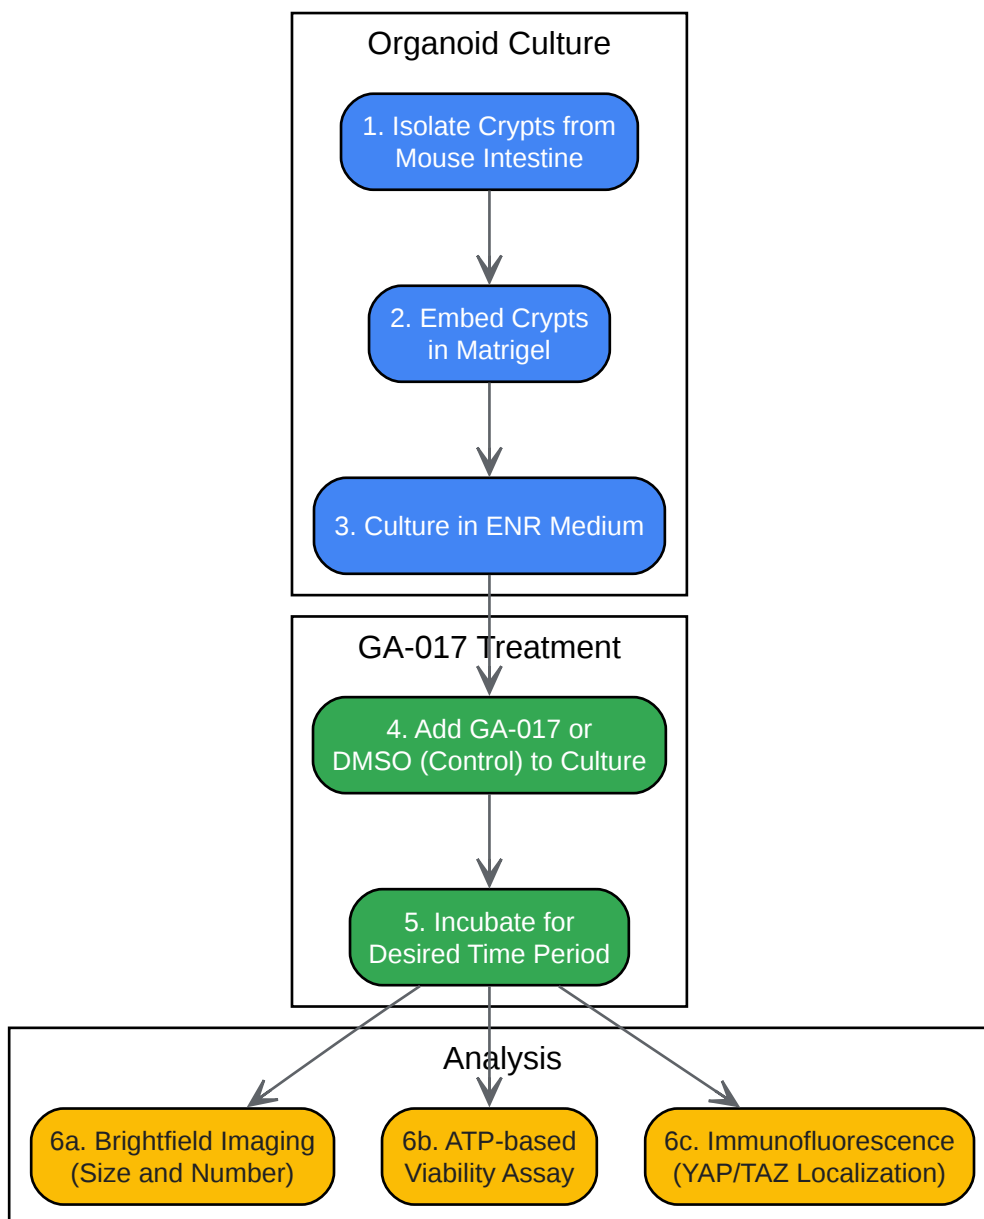 Organoid Culture
1. Isolate Crypts from
Mouse Intestine
2. Embed Crypts
in Matrigel
3. Culture in ENR Medium
GA-017 Treatment
4. Add GA-017 or
DMSO (Control) to Culture
5. Incubate for
Desired Time Period
Analysis
6a. Brightfield Imaging
(Size and Number)
6b. ATP-based
Viability Assay
6c. Immunofluorescence
(YAP/TAZ Localization)